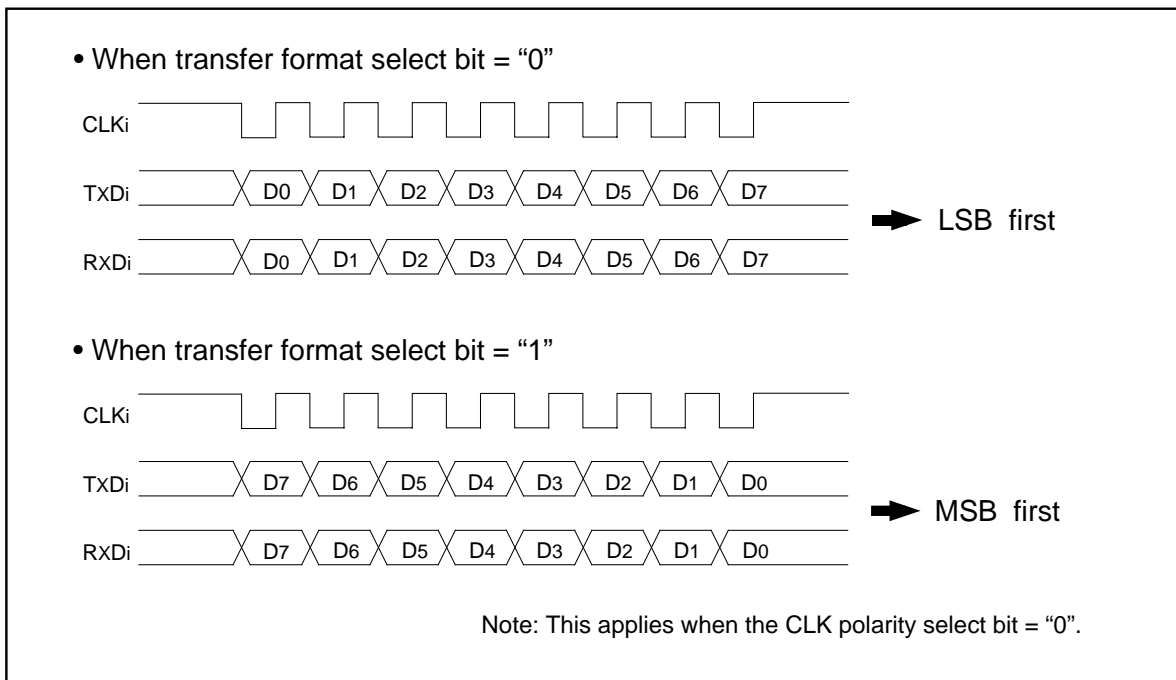 • When transfer format select bit = “0”
CLKi
TXDi D0 D1 D2 D3 D4 D5 D6 D7
RXDi D0 D1 D2 D3 D4 D5 D6 D7
LSB first
• When transfer format select bit = “1”
CLKi
TXDi D7 D6 D5 D4 D3 D2 D1 D0
RXDi D7 D6 D5 D4 D3 D2 D1 D0
MSB first
Note: This applies when the CLK polarity select bit = “0”.